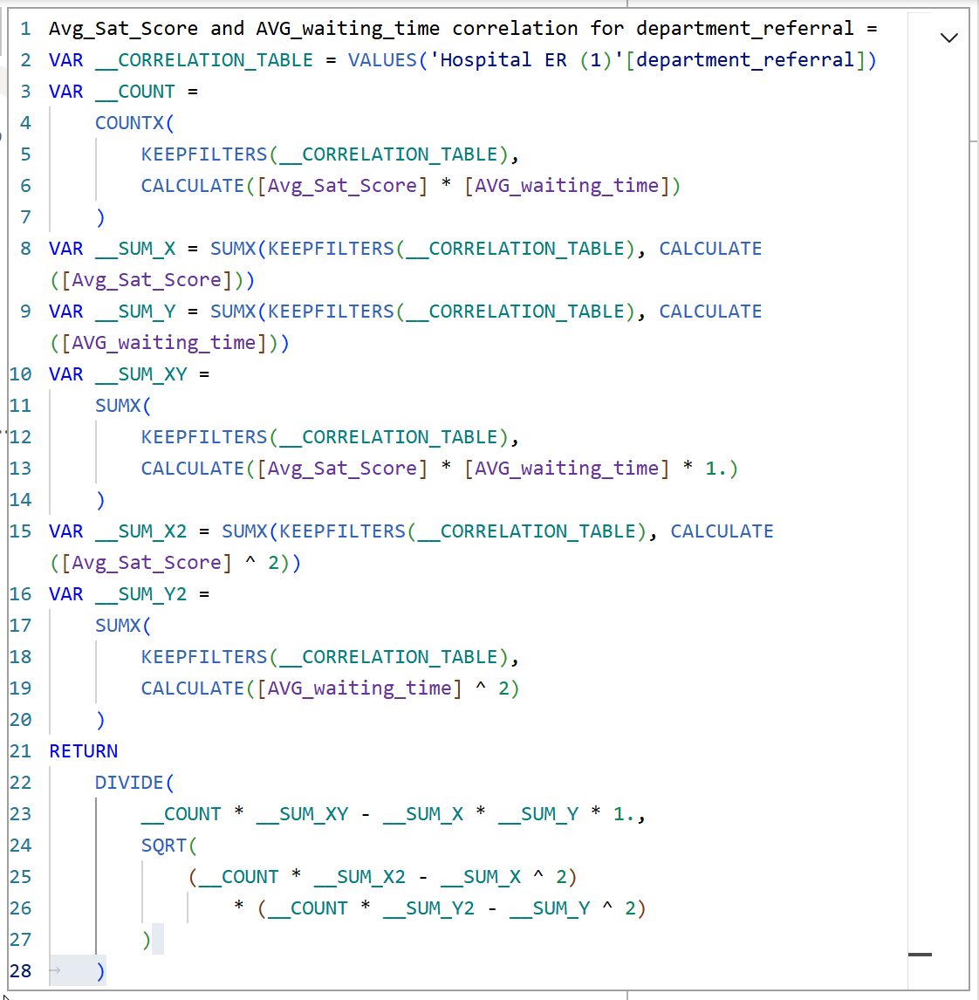 1 Avg_Sat_Score and AVG_waiting_time correlation for department_referral =
2 VAR __CORRELATION_TABLE = VALUES('Hospital ER (1)'[department_referral])
3 VAR __COUNT =
4 COUNTX(
5 KEEPFILTERS(__CORRELATION_TABLE),
6 CALCULATE([Avg_Sat_Score] * [AVG_waiting_time])
7 )
8 VAR __SUM_X = SUMX(KEEPFILTERS(__CORRELATION_TABLE), CALCULATE
([Avg_Sat_Score]))
9 VAR __SUM_Y = SUMX(KEEPFILTERS(__CORRELATION_TABLE), CALCULATE
([AVG_waiting_time]))
10 VAR __SUM_XY =
11 SUMX(
12 KEEPFILTERS(__CORRELATION_TABLE),
13 CALCULATE([Avg_Sat_Score] * [AVG_waiting_time] * 1.)
14 )
15 VAR __SUM_X2 = SUMX(KEEPFILTERS(__CORRELATION_TABLE), CALCULATE
([Avg_Sat_Score] ^ 2))
16 VAR __SUM_Y2 =
17 SUMX(
18 KEEPFILTERS(__CORRELATION_TABLE),
19 CALCULATE([AVG_waiting_time] ^ 2)
20 )
21 RETURN
22 DIVIDE(
23 __COUNT * __SUM_XY - __SUM_X * __SUM_Y * 1.,
24 SQRT(
25 (__COUNT * __SUM_X2 - __SUM_X ^ 2)
26 * (__COUNT * __SUM_Y2 - __SUM_Y ^ 2)
27 )
28 )